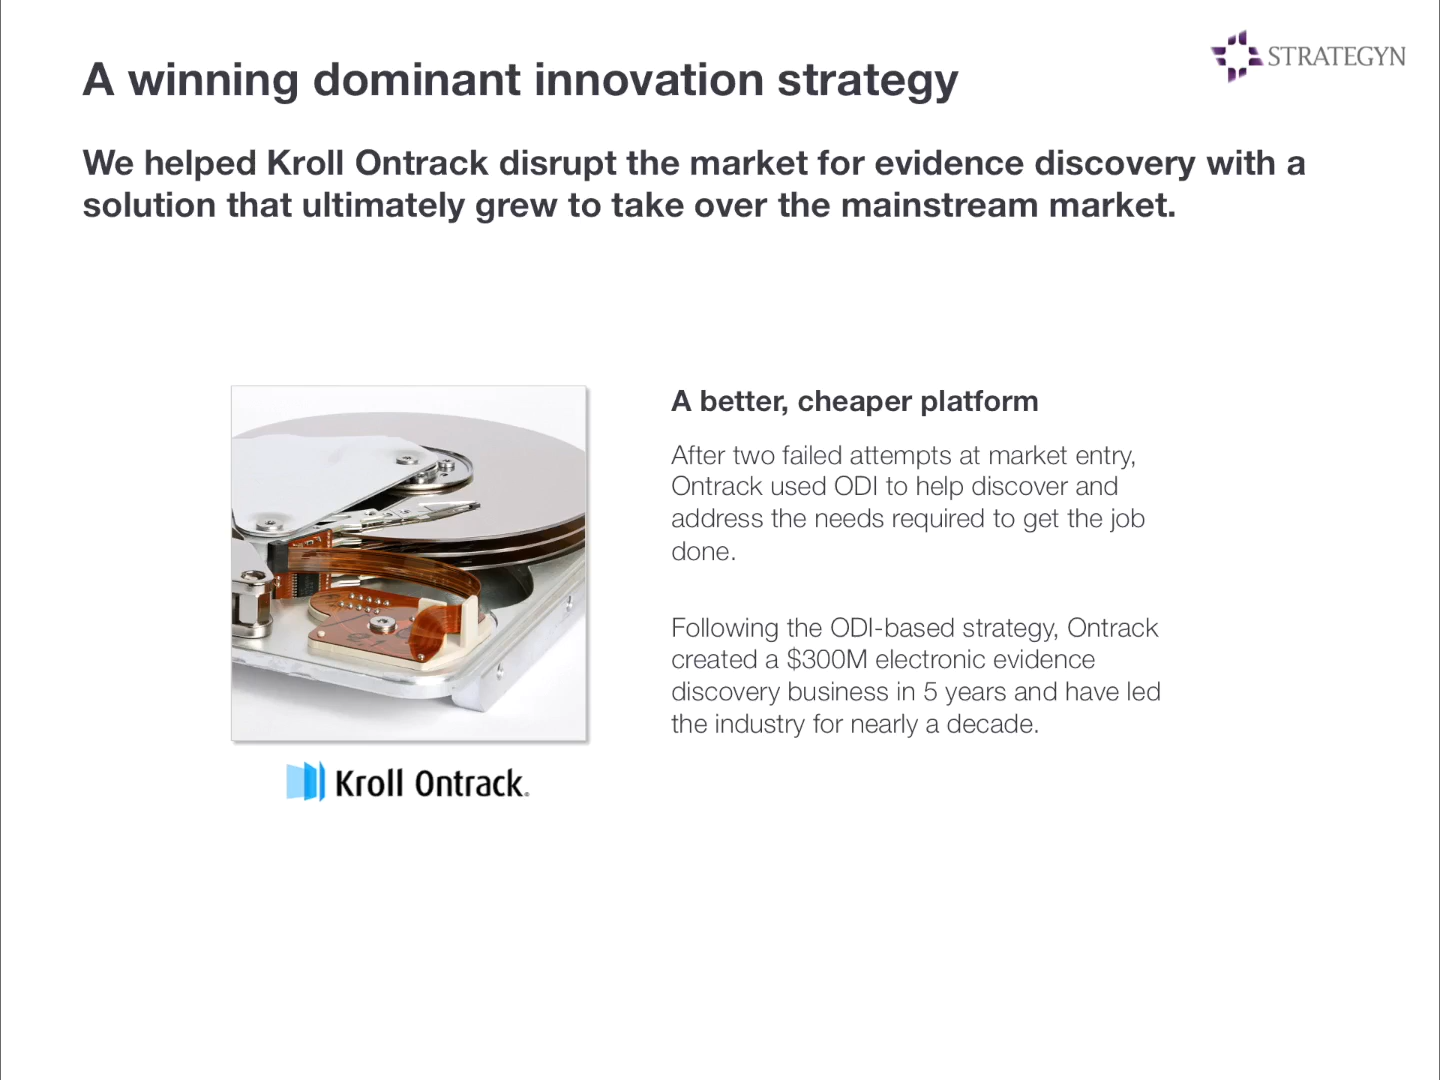 STRATEGYN
A winning dominant innovation strategy
We helped Kroll Ontrack disrupt the market for evidence discovery with a
solution that ultimately grew to take over the mainstream market.
A better, cheaper platform
After two failed attempts at market entry,
Ontrack used ODI to help discover and
address the needs required to get the job
done.
Following the ODI-based strategy, Ontrack
created a $300M electronic evidence
discovery business in 5 years and have led
the industry for nearly a decade.
Kroll Ontrack.